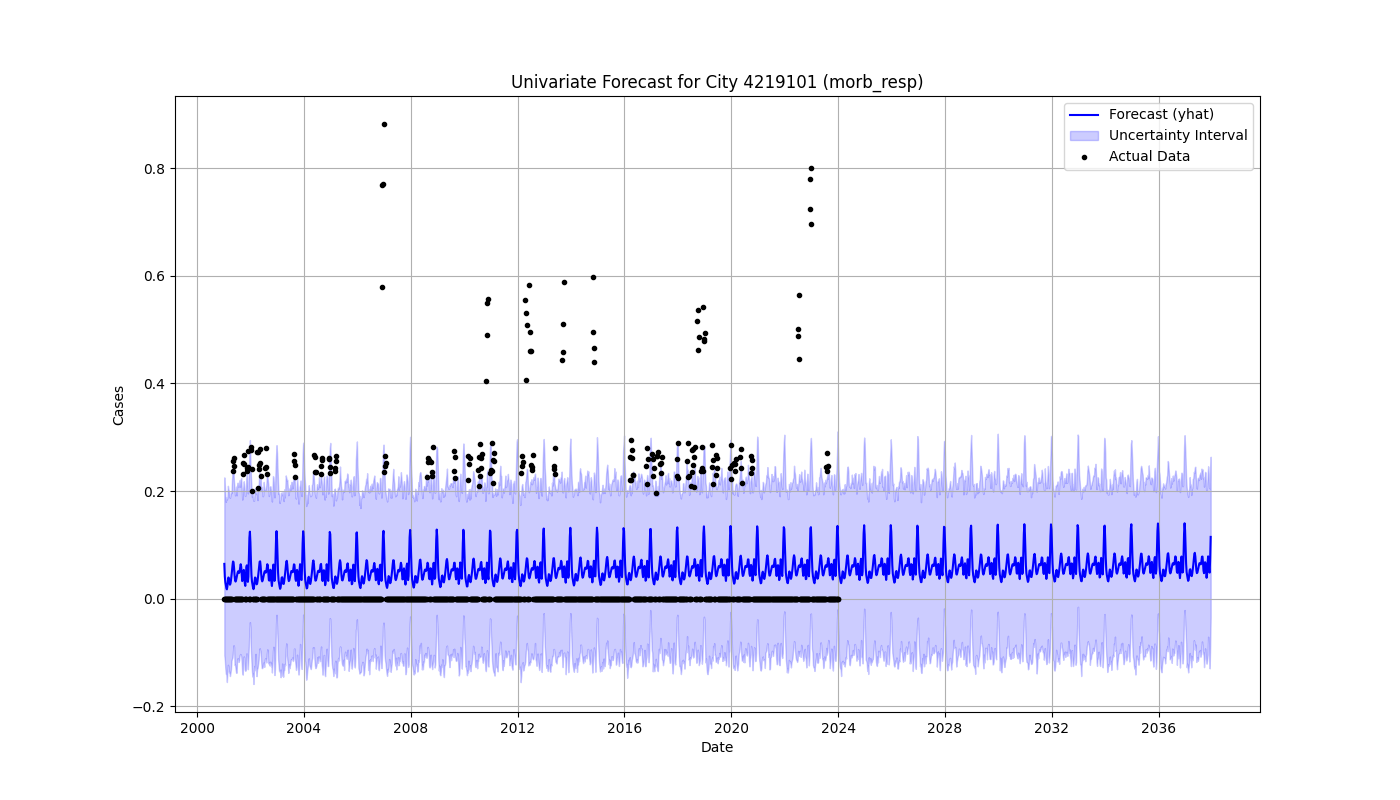 Univariate Forecast for City 4219101 (morb_resp)
Forecast (yhat)
Uncertainty Interval
Actual Data
Cases
0.8
0.6
0.4
0.2
0.0
−0.2
2000 2004 2008 2012 2016 2020 2024 2028 2032 2036
Date